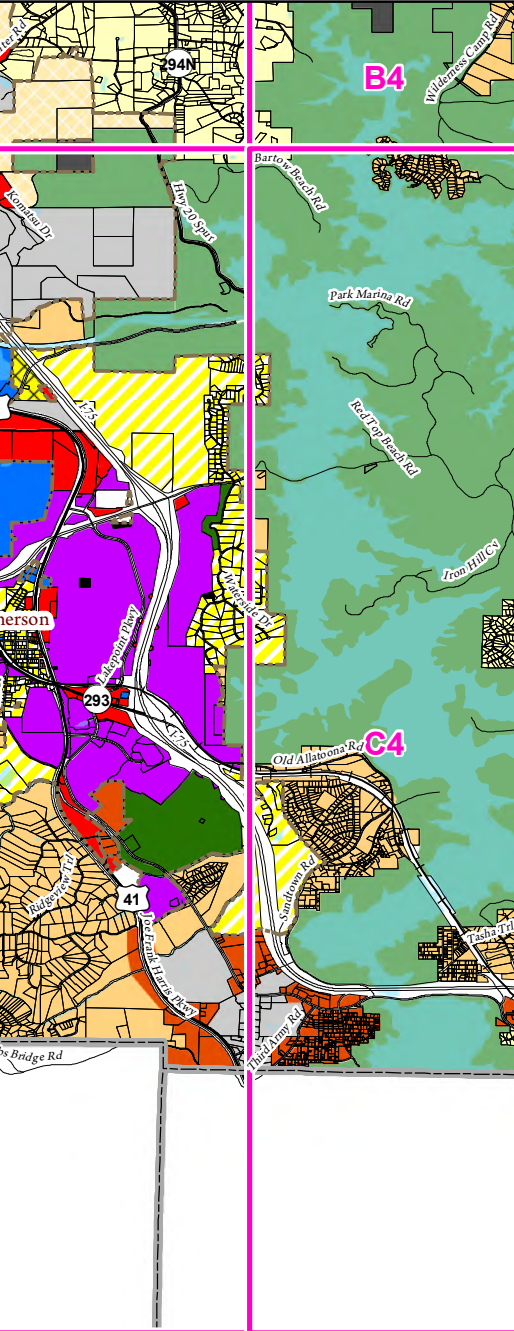 294N
B4
Wilderness Camp Rd
Bartow Beach Rd
Komatsu Dr
Hwy 20 Spur
Park Marina Rd
I-75
Red Top Beach Rd
Iron Hill Cv
Waterside Dr
Lakepoint Pkwy
293
I-75
Old Allatoona Rd
C4
Ridgeview Trl
41
Sandtown Rd
Tasha Trl
Joe Frank Harris Pkwy
Third Army Rd
Bridge Rd